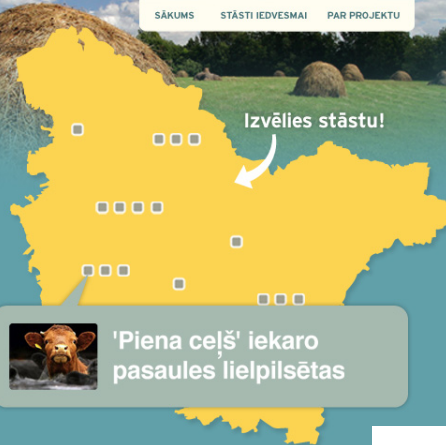 SĀKUMS STĀSTI IEDVESMAI PAR PROJEKTU
Izvēlies stāstu!
'Piena ceļš' iekaro
pasaules lielpilsētas